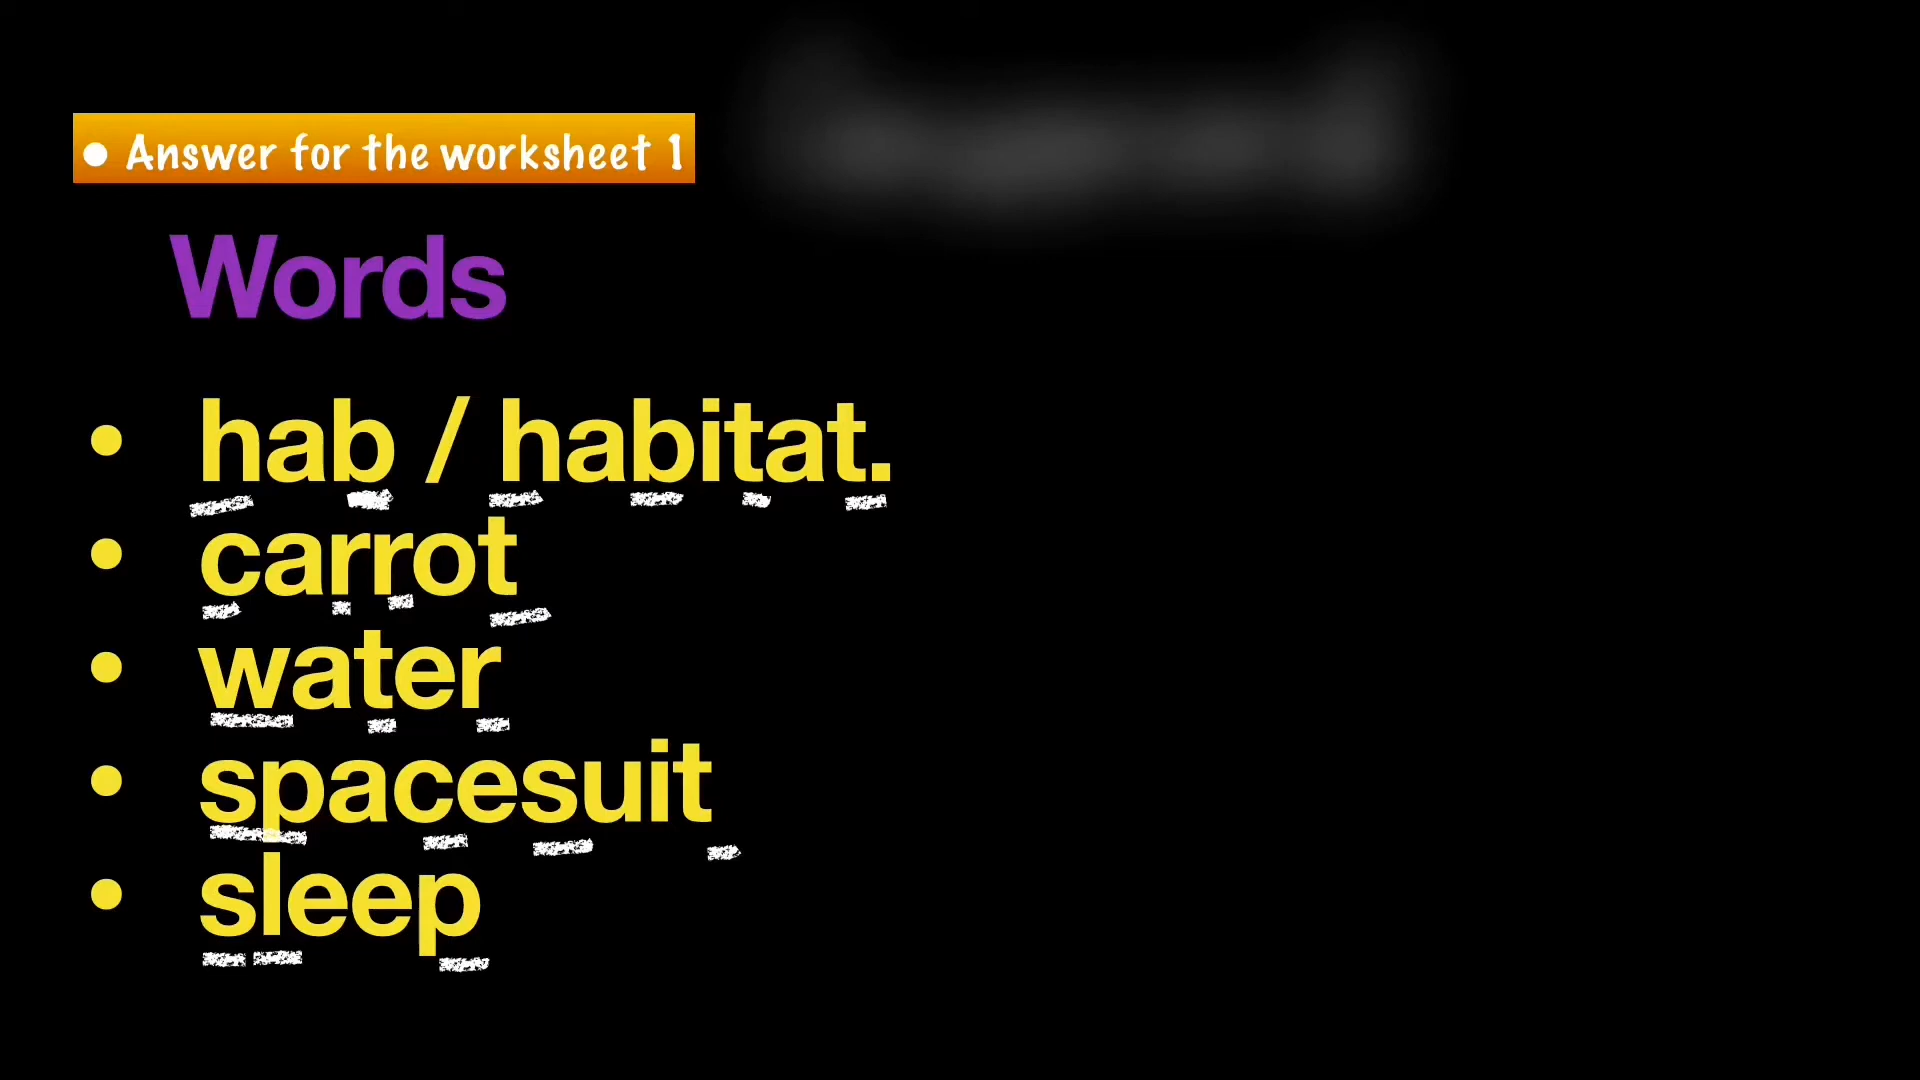 • Answer for the worksheet 1
Words
• hab / habitat.
• carrot
• water
• spacesuit
• sleep